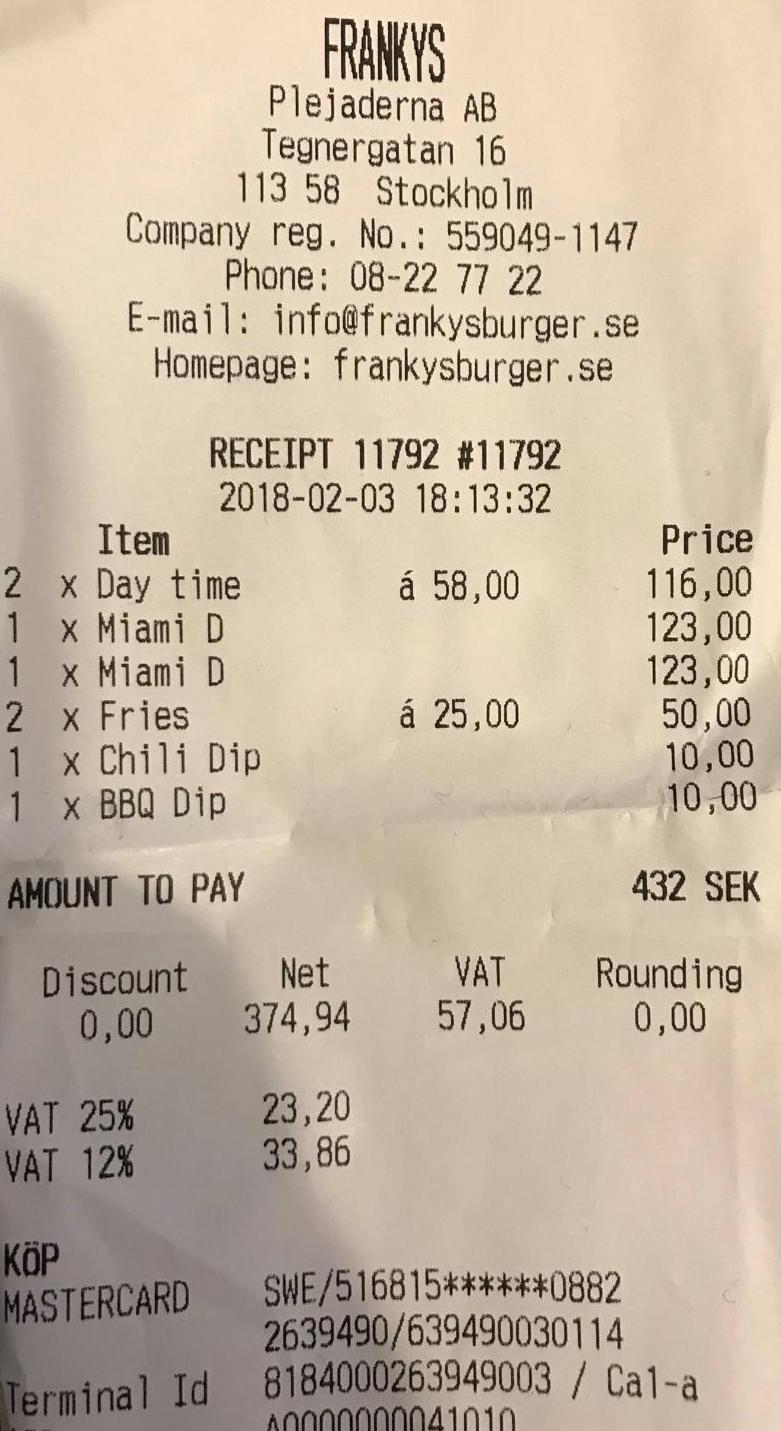 FRANKYS
Plejaderna AB
Tegnergatan 16
113 58 Stockholm
Company reg. No.: 559049-1147
Phone: 08-22 77 22
E-mail: info@frankysburger.se
Homepage: frankysburger.se
RECEIPT 11792 #11792
2018-02-03 18:13:32
Item Price
2 x Day time á 58,00 116,00
1 x Miami D 123,00
1 x Miami D 123,00
2 x Fries á 25,00 50,00
1 x Chili Dip 10,00
1 x BBQ Dip 10,00
AMOUNT TO PAY 432 SEK
Discount Net VAT Rounding
0,00 374,94 57,06 0,00
VAT 25% 23,20
VAT 12% 33,86
KÖP
MASTERCARD SWE/516815******0882
2639490/639490030114
Terminal Id 8184000263949003 / Ca1-a
A0000000041010